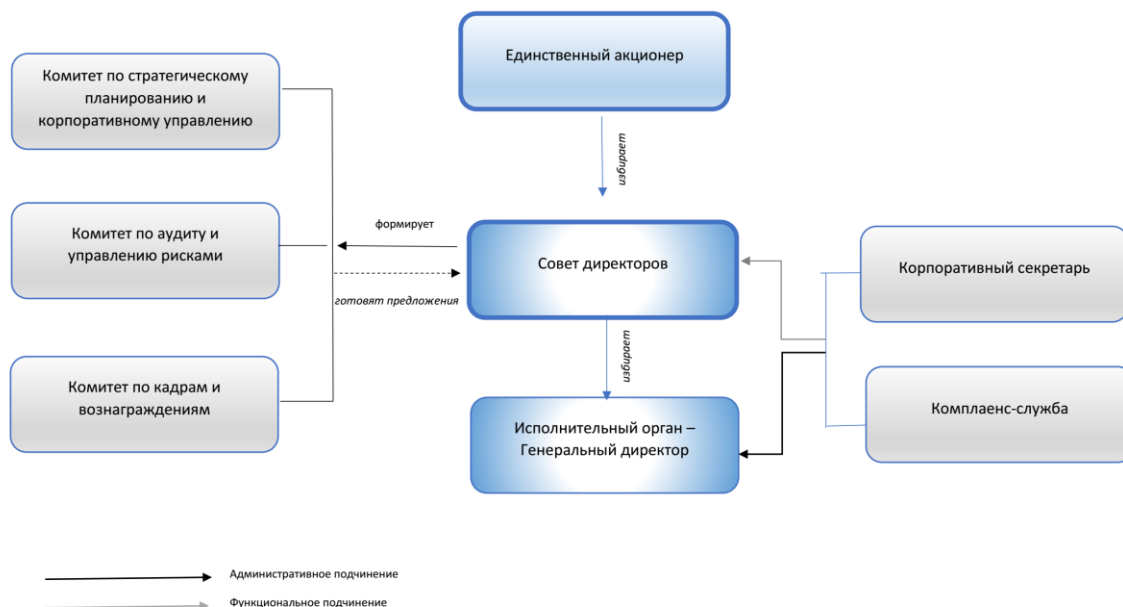 Единственный акционер
Комитет по стратегическому
планированию и
корпоративному управлению
избирает
Комитет по аудиту и
управлению рисками
формирует
Совет директоров
Корпоративный секретарь
готовят предложения
избирает
Комитет по кадрам и
вознаграждениям
Исполнительный орган –
Генеральный директор
Комплаенс-служба
Административное подчинение
Функциональное подчинение